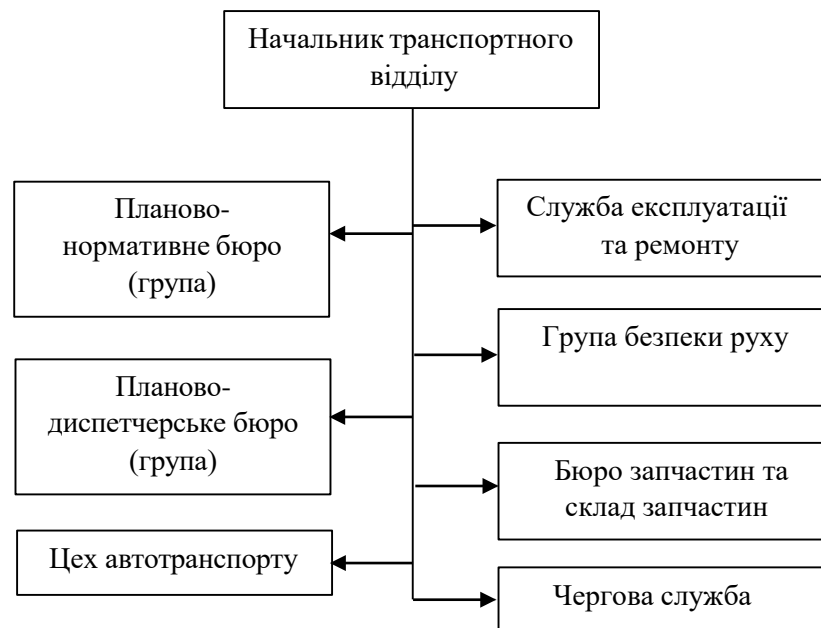 Начальник транспортного
відділу
Планово-
нормативне бюро
(група)
Служба експлуатації
та ремонту
Група безпеки руху
Планово-
диспетчерське бюро
(група)
Бюро запчастин та
склад запчастин
Цех автотранспорту
Чергова служба